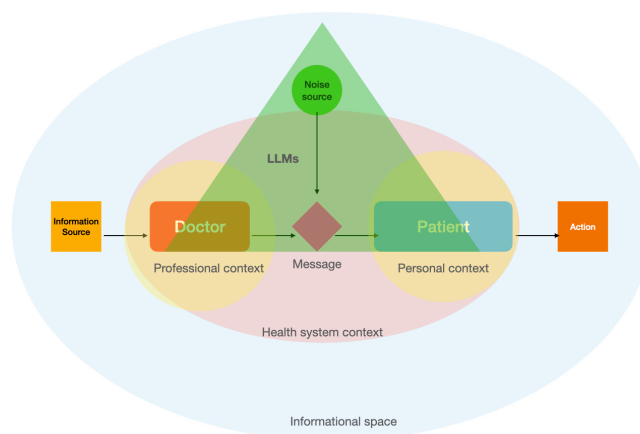 Noise
source
LLMs
Information
Source
Doctor
Patient
Action
Message
Professional context
Personal context
Health system context
Informational space